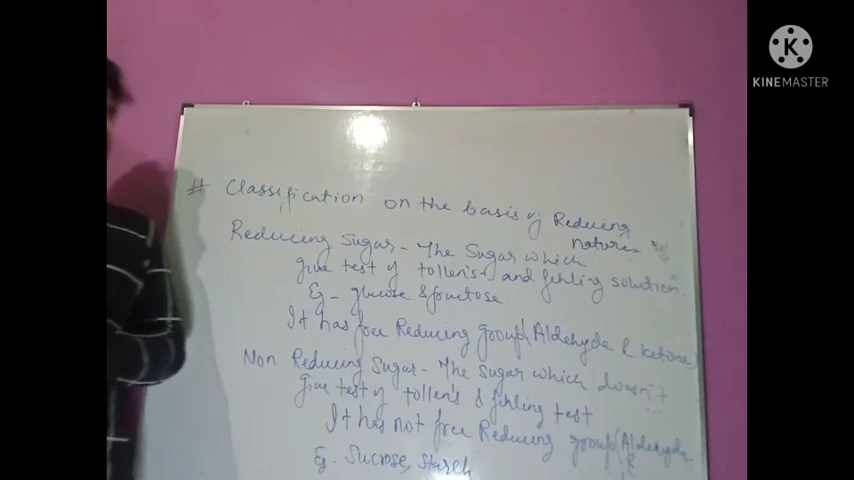 K
KINEMASTER
# Classification on the basis of Reducing nature
Reducing Sugar - The Sugar which
give test of tollen's and fehling solution.
Eg - glucose & fructose.
It has free Reducing group (Aldehyde & ketone)
Non Reducing Sugar - The Sugar which doesn't
give test of tollen's & fehling test
It has not free Reducing group (Aldehyde &
Eg. Sucrose, Starch